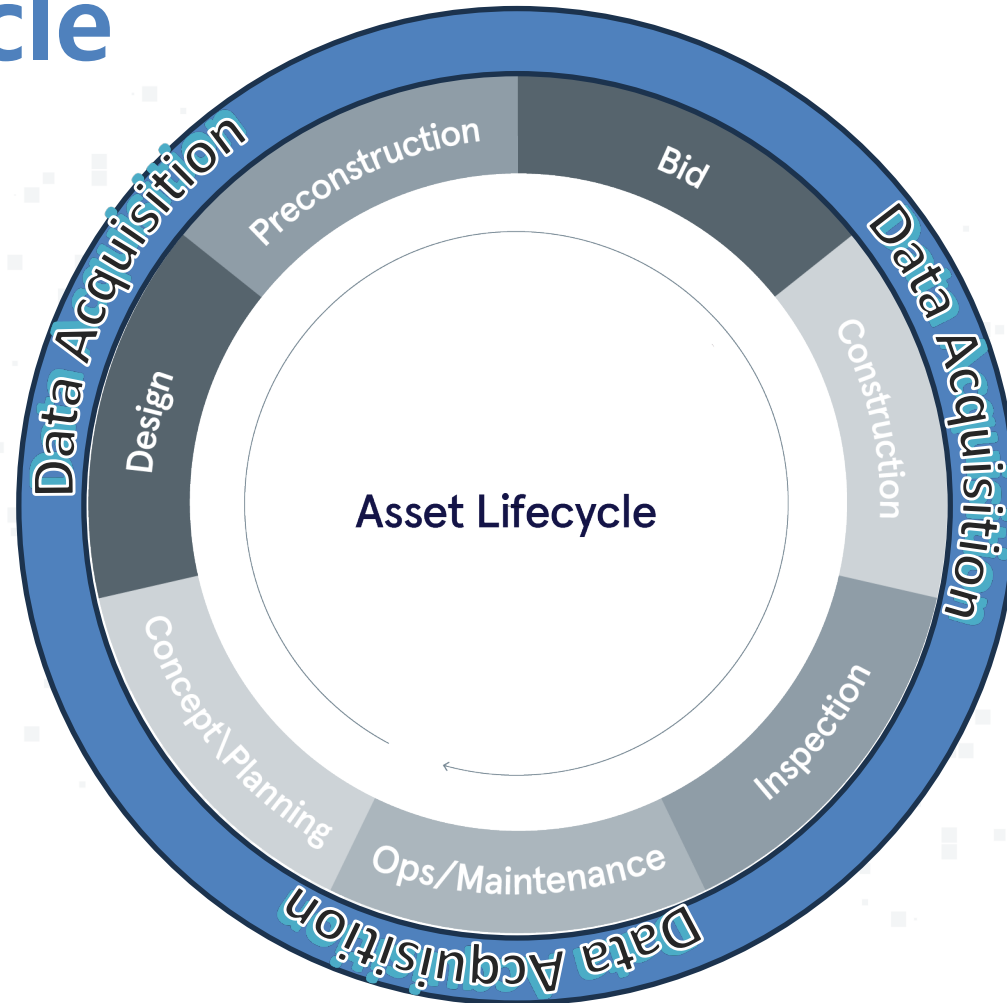 cle
Preconstruction
Bid
Construction
Inspection
Ops/Maintenance
Concept\Planning
Design
Asset Lifecycle
Data Acquisition
Data Acquisition
Data Acquisition